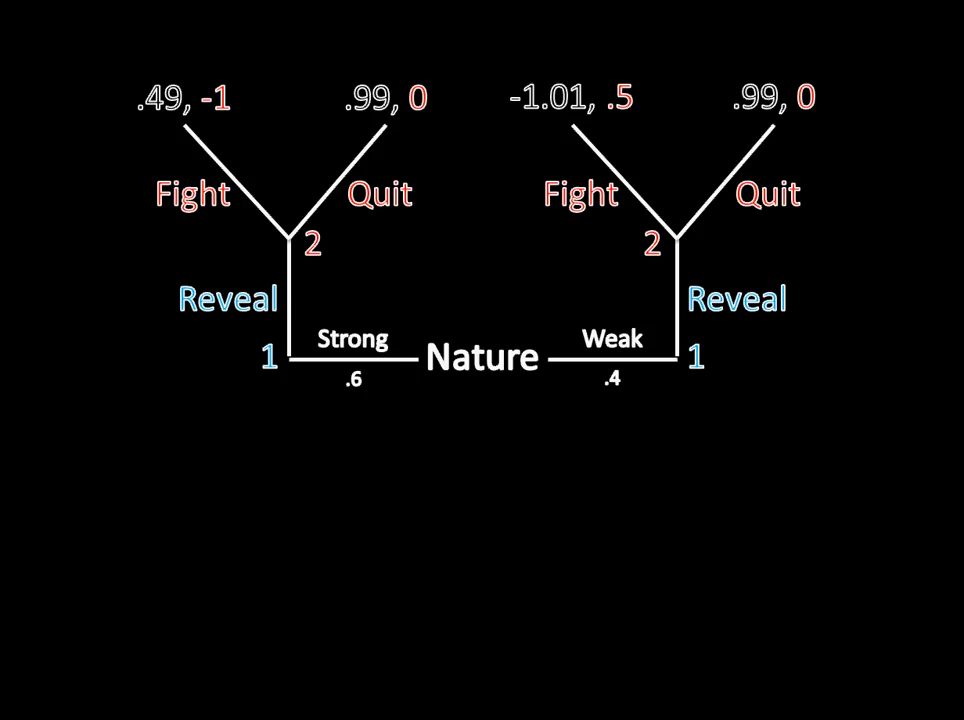 .49, -1 .99, 0 -1.01, .5 .99, 0
Fight Quit Fight Quit
2 2
Reveal Reveal
Strong Weak
1 Nature 1
.6 .4